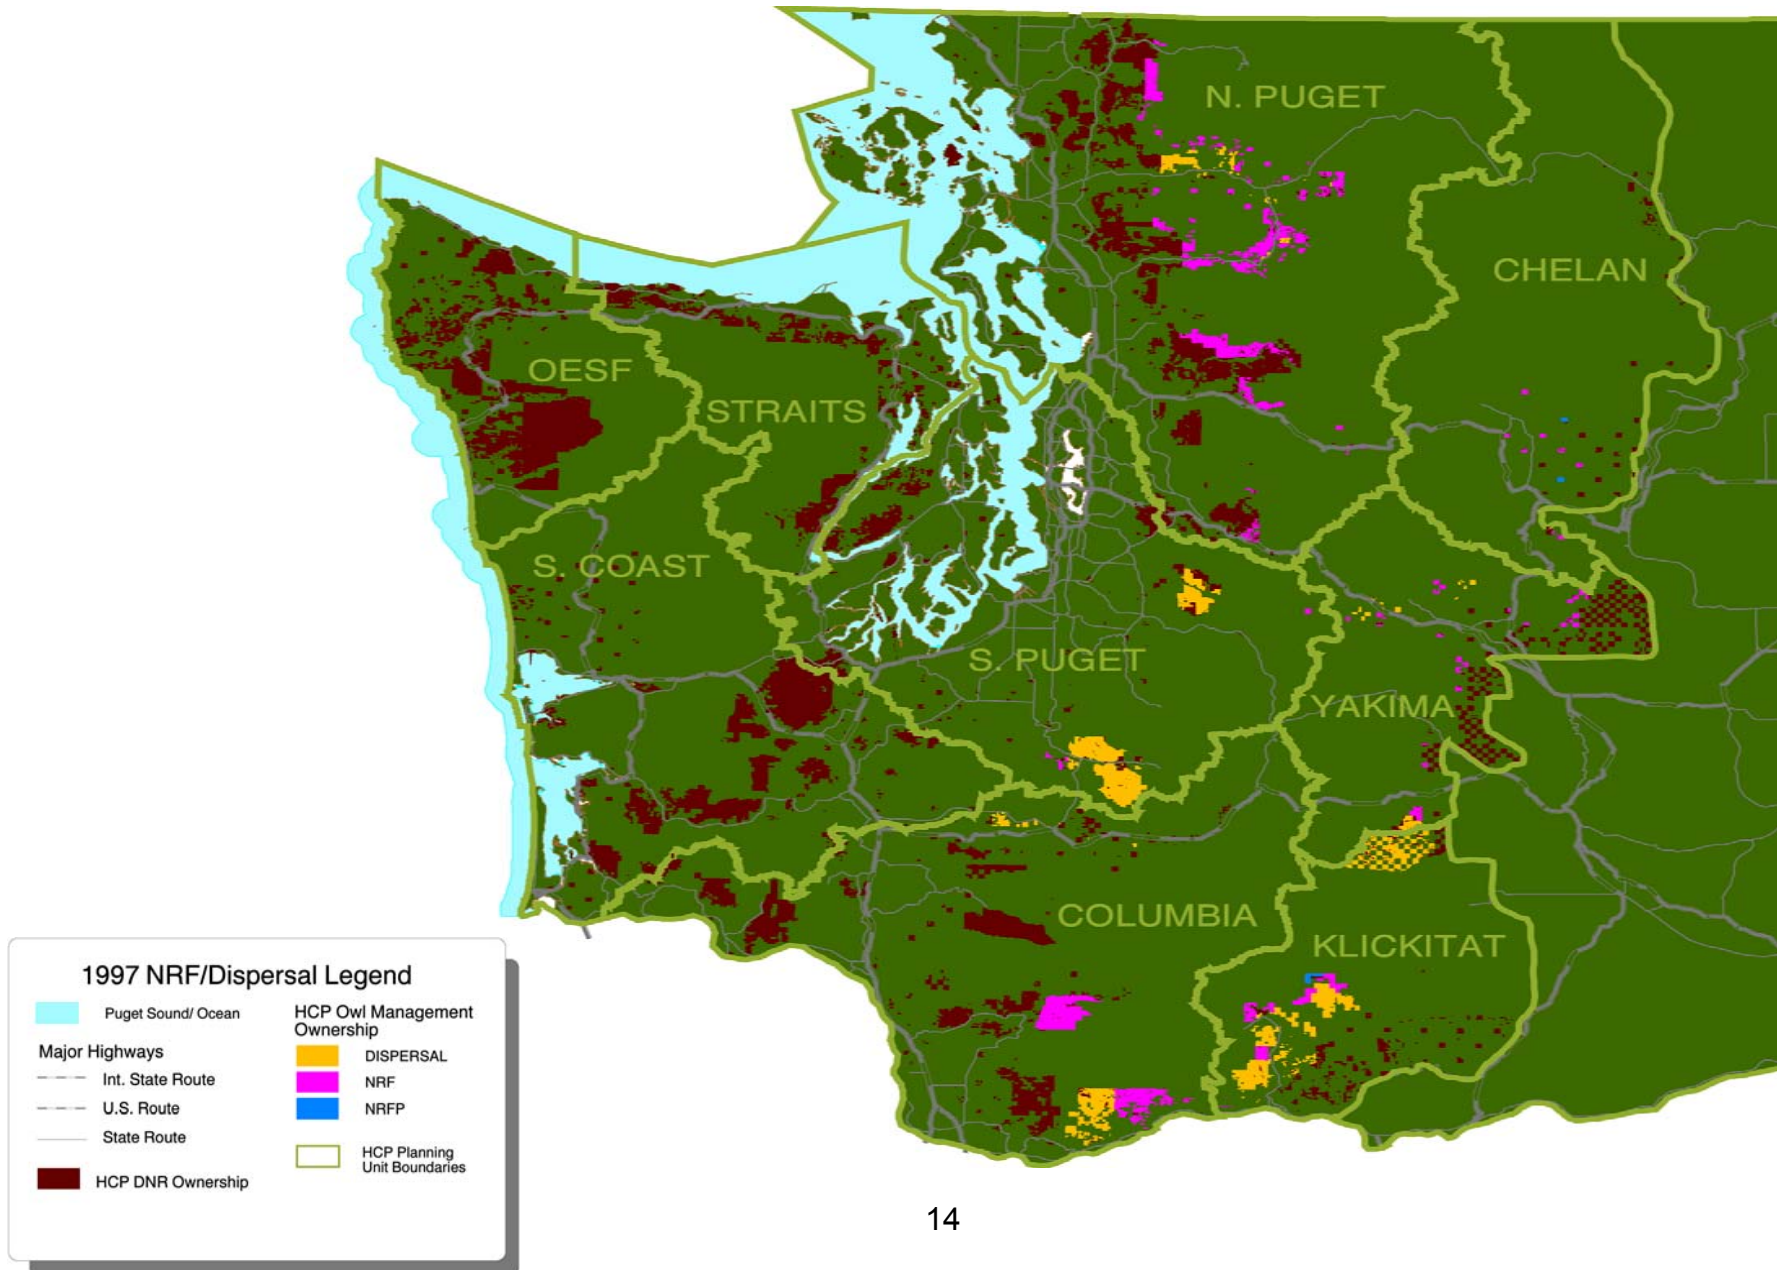 N. PUGET
CHELAN
OESF
STRAITS
S. COAST
S. PUGET
YAKIMA
COLUMBIA
KLICKITAT
1997 NRF/Dispersal Legend
Puget Sound/ Ocean
Major Highways
Int. State Route
U.S. Route
State Route
HCP DNR Ownership
HCP Owl Management
Ownership
DISPERSAL
NRF
NRFP
HCP Planning
Unit Boundaries
14